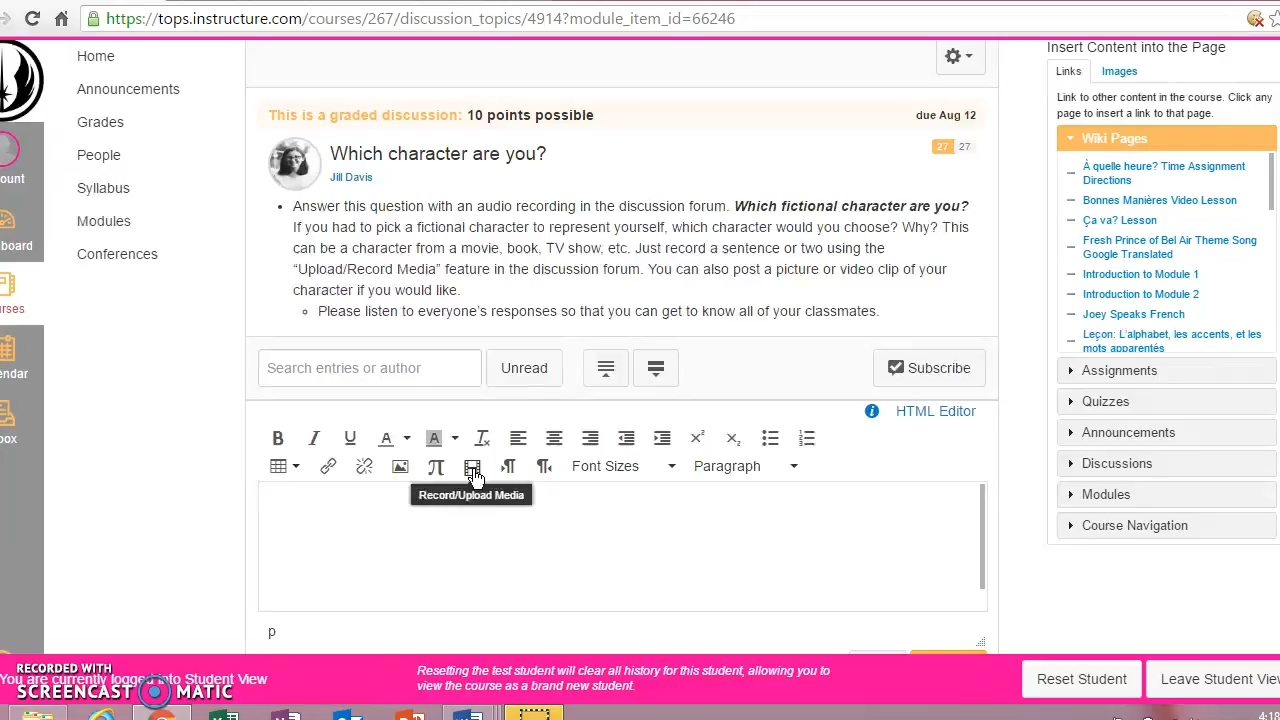 https://tops.instructure.com/courses/267/discussion_topics/4914?module_item_id=66246
Home
Announcements
Grades
People
Syllabus
Modules
Conferences
ount
board
urses
endar
box
This is a graded discussion: 10 points possible
due Aug 12
Which character are you?
27 27
Jill Davis
Answer this question with an audio recording in the discussion forum. Which fictional character are you?
If you had to pick a fictional character to represent yourself, which character would you choose? Why? This
can be a character from a movie, book, TV show, etc. Just record a sentence or two using the
“Upload/Record Media” feature in the discussion forum. You can also post a picture or video clip of your
character if you would like.
Please listen to everyone’s responses so that you can get to know all of your classmates.
Search entries or author
Unread
Subscribe
HTML Editor
Font Sizes
Paragraph
Record/Upload Media
p
Insert Content into the Page
Links Images
Link to other content in the course. Click any
page to insert a link to that page.
Wiki Pages
À quelle heure? Time Assignment
Directions
Bonnes Manières Video Lesson
Ça va? Lesson
Fresh Prince of Bel Air Theme Song
Google Translated
Introduction to Module 1
Introduction to Module 2
Joey Speaks French
Leçon: L'alphabet, les accents, et les
mots apparentés
Assignments
Quizzes
Announcements
Discussions
Modules
Course Navigation
RECORDED WITH
You are currently logged into Student View
SCREENCAST MATIC
Resetting the test student will clear all history for this student, allowing you to
view the course as a brand new student.
Reset Student
Leave Student View
4:18